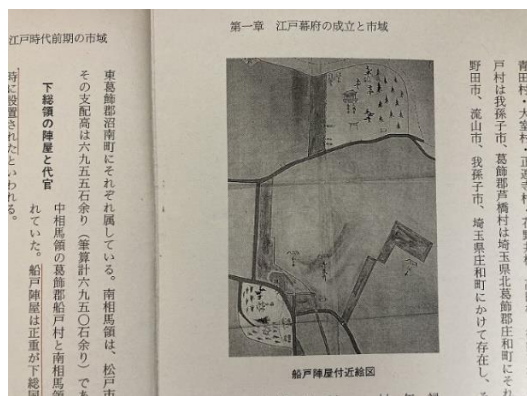 第一章　江戸幕府の成立と市域
青田村・大室村・正連寺村・花野井村・
戸村は我孫子市、葛飾郡芦橋村は埼玉県北葛飾郡庄和町にそれ
野田市、流山市、我孫子市、埼玉県庄和町にかけて存在し、そ
船戸陣屋付近絵図
江戸時代前期の市域
東葛飾郡沼南町にそれぞれ属している。南相馬領は、松戸市
その支配高は六九五五石余り（筆算計六九五〇石余り）であ
下総領の陣屋と代官
中相馬領の葛飾郡船戸村と南相馬領
れていた。船戸陣屋は正重が下総国
時に設置されたといわれる。